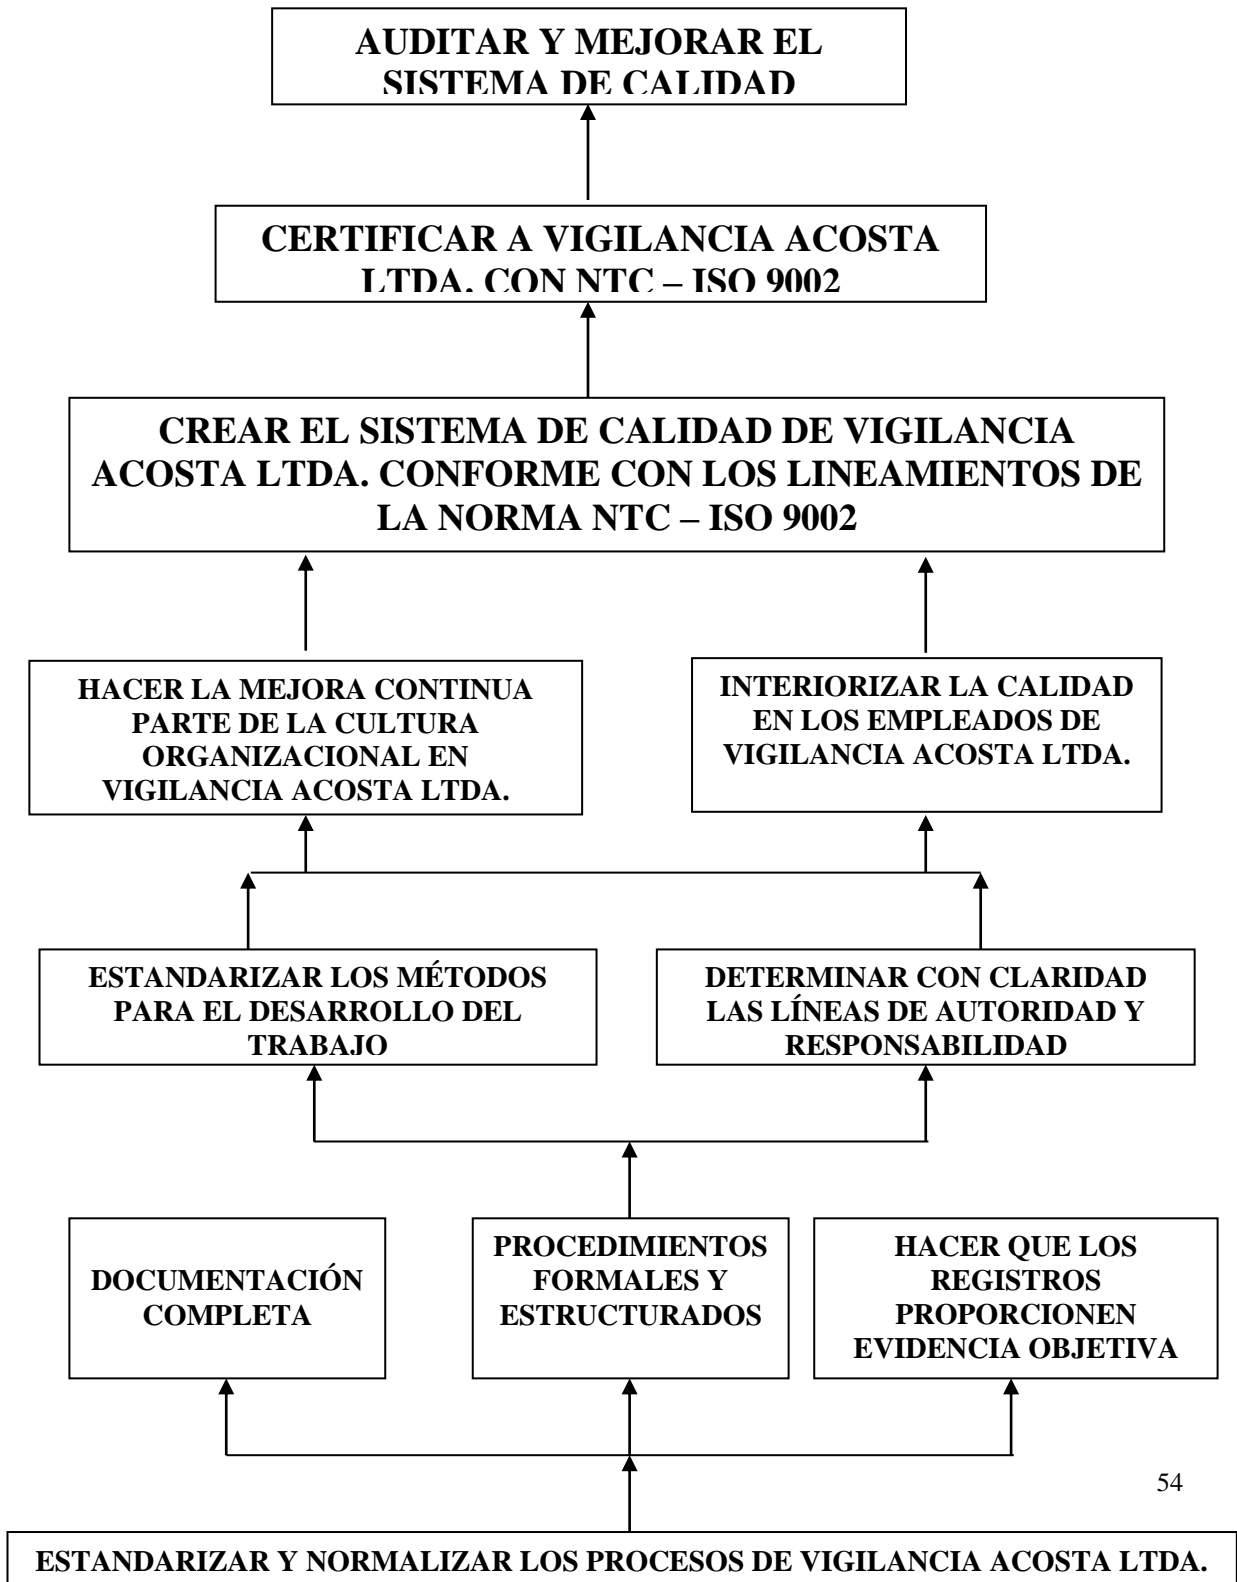 AUDITAR Y MEJORAR EL
SISTEMA DE CALIDAD
CERTIFICAR A VIGILANCIA ACOSTA
LTDA. CON NTC – ISO 9002
CREAR EL SISTEMA DE CALIDAD DE VIGILANCIA
ACOSTA LTDA. CONFORME CON LOS LINEAMIENTOS DE
LA NORMA NTC – ISO 9002
HACER LA MEJORA CONTINUA
PARTE DE LA CULTURA
ORGANIZACIONAL EN
VIGILANCIA ACOSTA LTDA.
INTERIORIZAR LA CALIDAD
EN LOS EMPLEADOS DE
VIGILANCIA ACOSTA LTDA.
ESTANDARIZAR LOS MÉTODOS
PARA EL DESARROLLO DEL
TRABAJO
DETERMINAR CON CLARIDAD
LAS LÍNEAS DE AUTORIDAD Y
RESPONSABILIDAD
DOCUMENTACIÓN
COMPLETA
PROCEDIMIENTOS
FORMALES Y
ESTRUCTURADOS
HACER QUE LOS
REGISTROS
PROPORCIONEN
EVIDENCIA OBJETIVA
54
ESTANDARIZAR Y NORMALIZAR LOS PROCESOS DE VIGILANCIA ACOSTA LTDA.